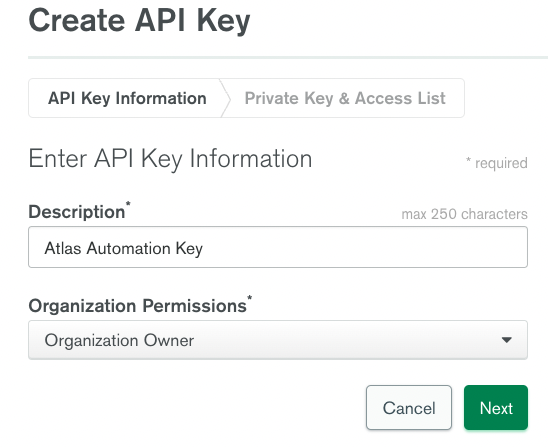 Create API Key
API Key Information Private Key & Access List
Enter API Key Information * required
Description* max 250 characters
Atlas Automation Key
Organization Permissions*
Organization Owner
Cancel Next